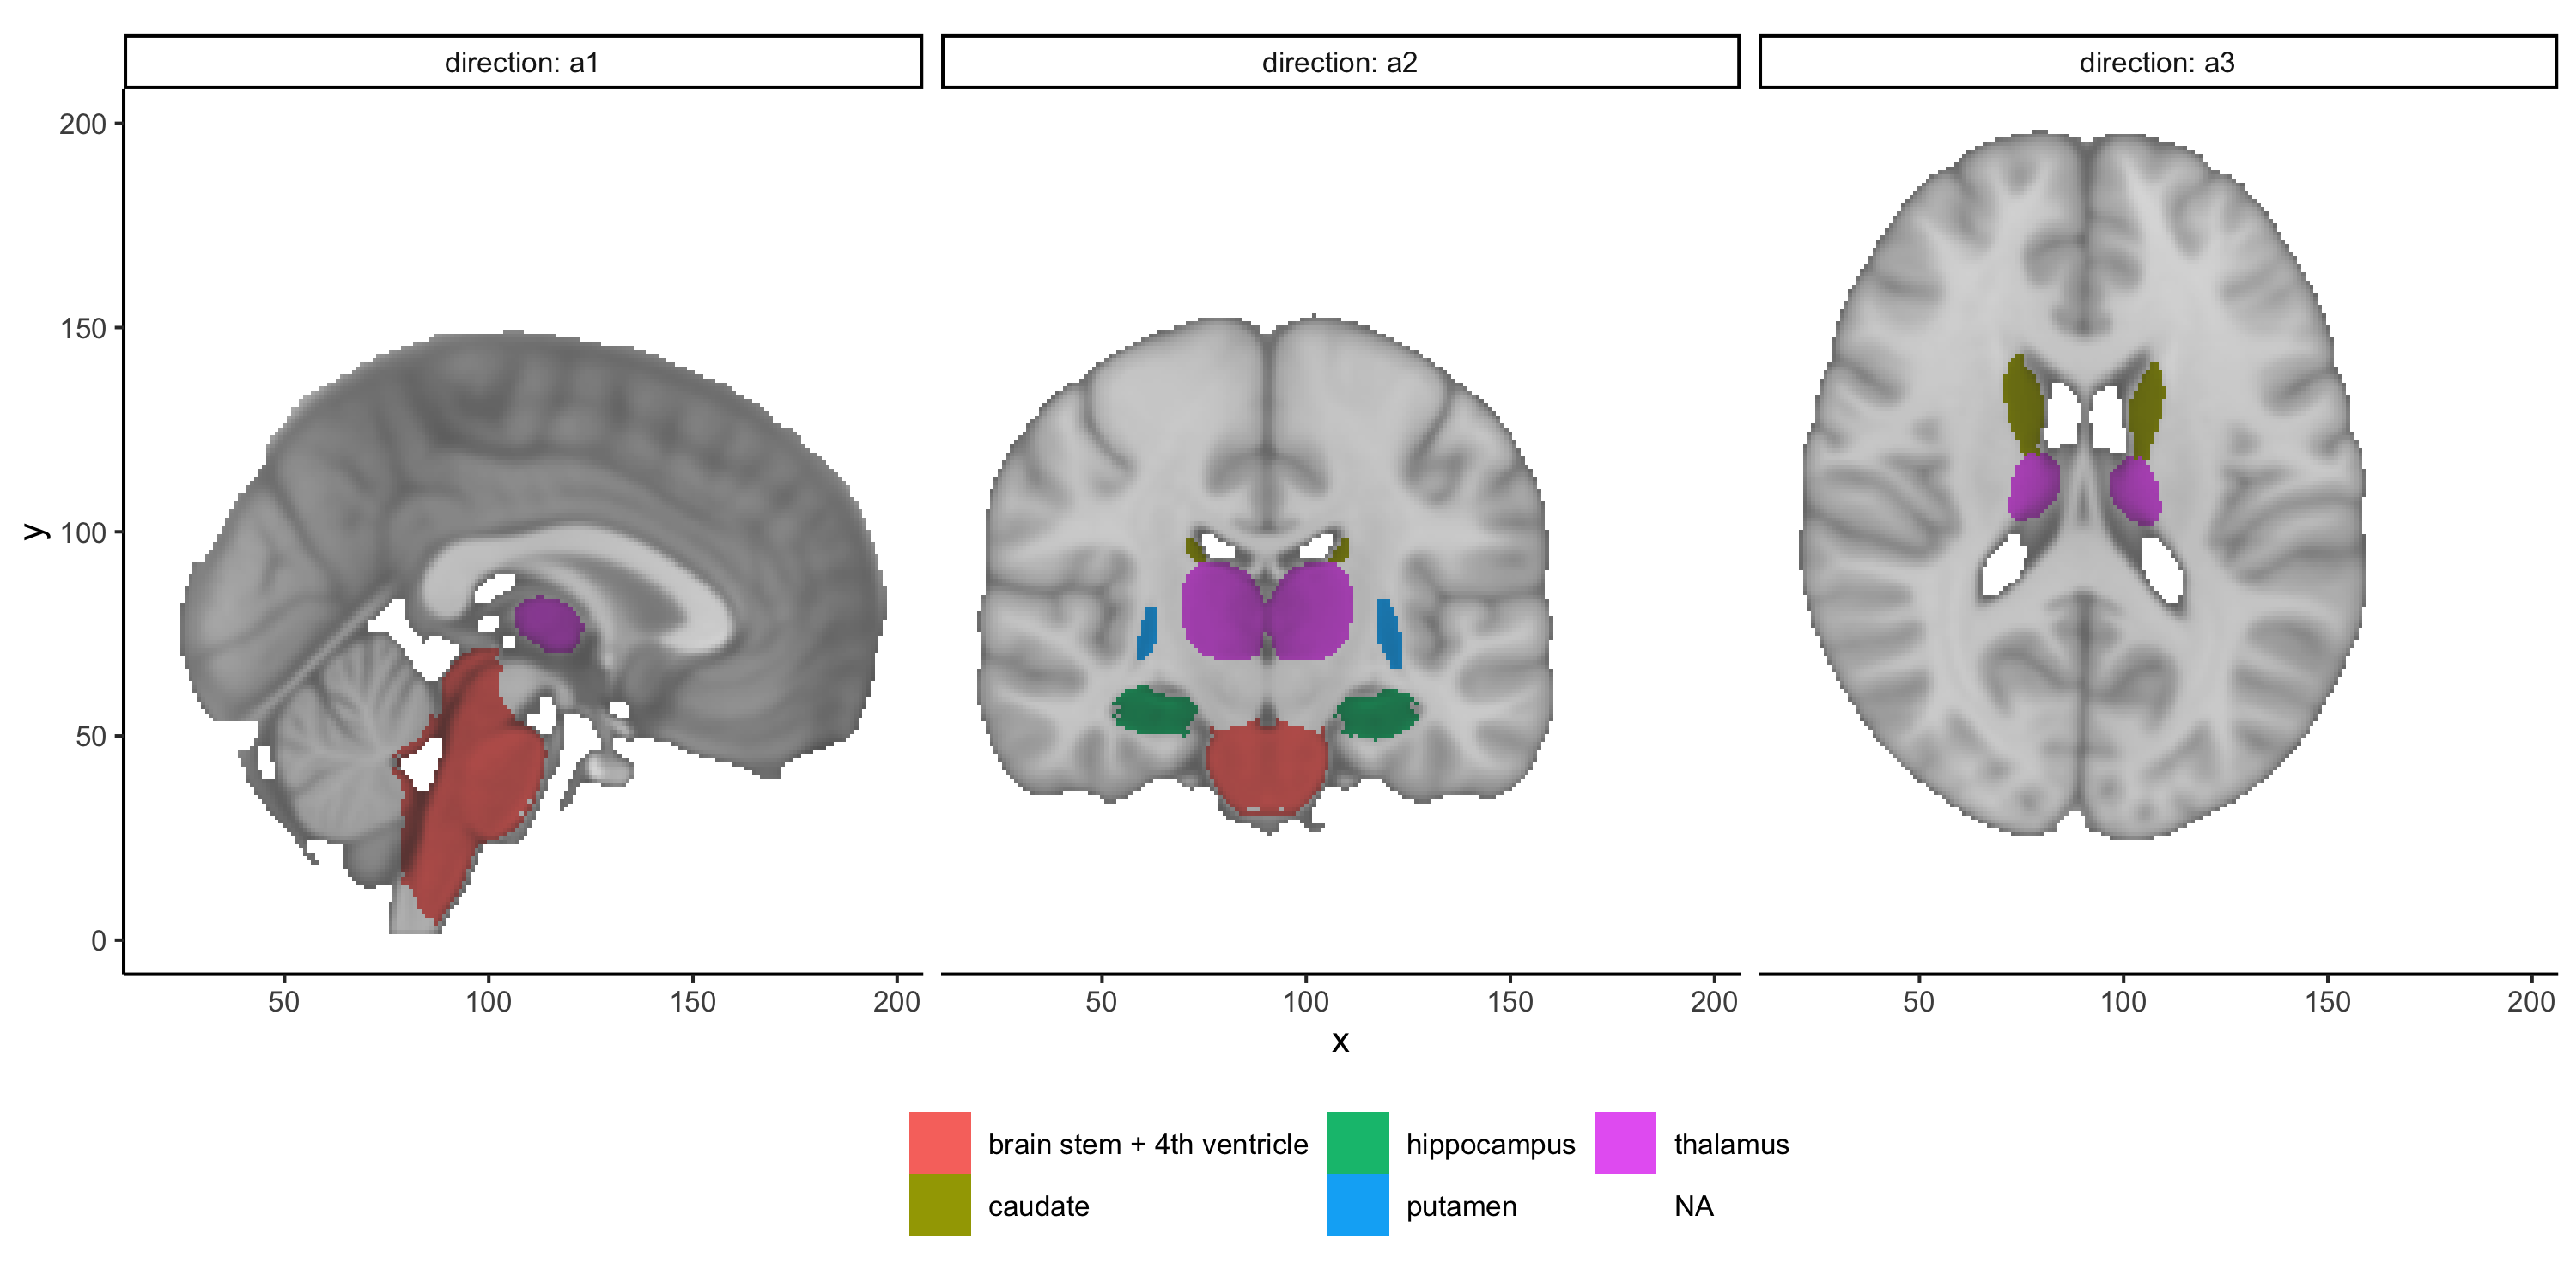 direction: a1 direction: a2 direction: a3
200
150
100
50
0
y
50 100 150 200 50 100 150 200 50 100 150 200
x
brain stem + 4th ventricle hippocampus thalamus
caudate putamen NA